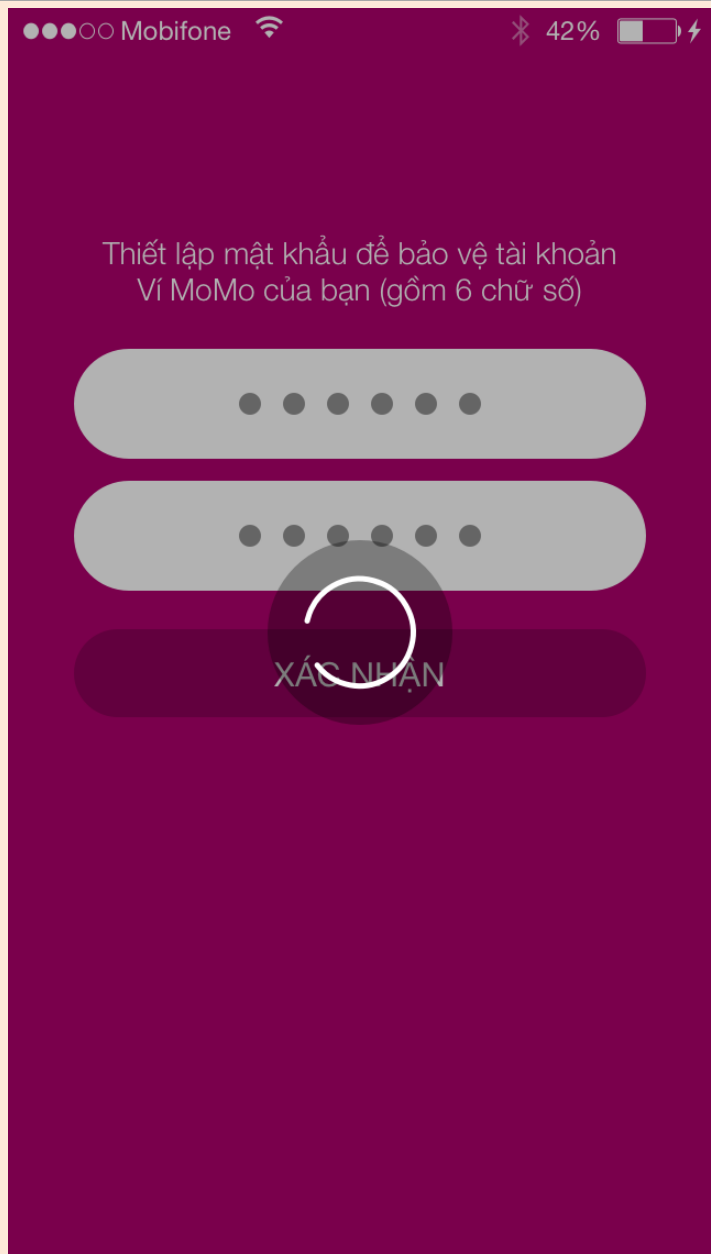 Mobifone 42%
Thiết lập mật khẩu để bảo vệ tài khoản
Ví MoMo của bạn (gồm 6 chữ số)
XÁC NHẬN